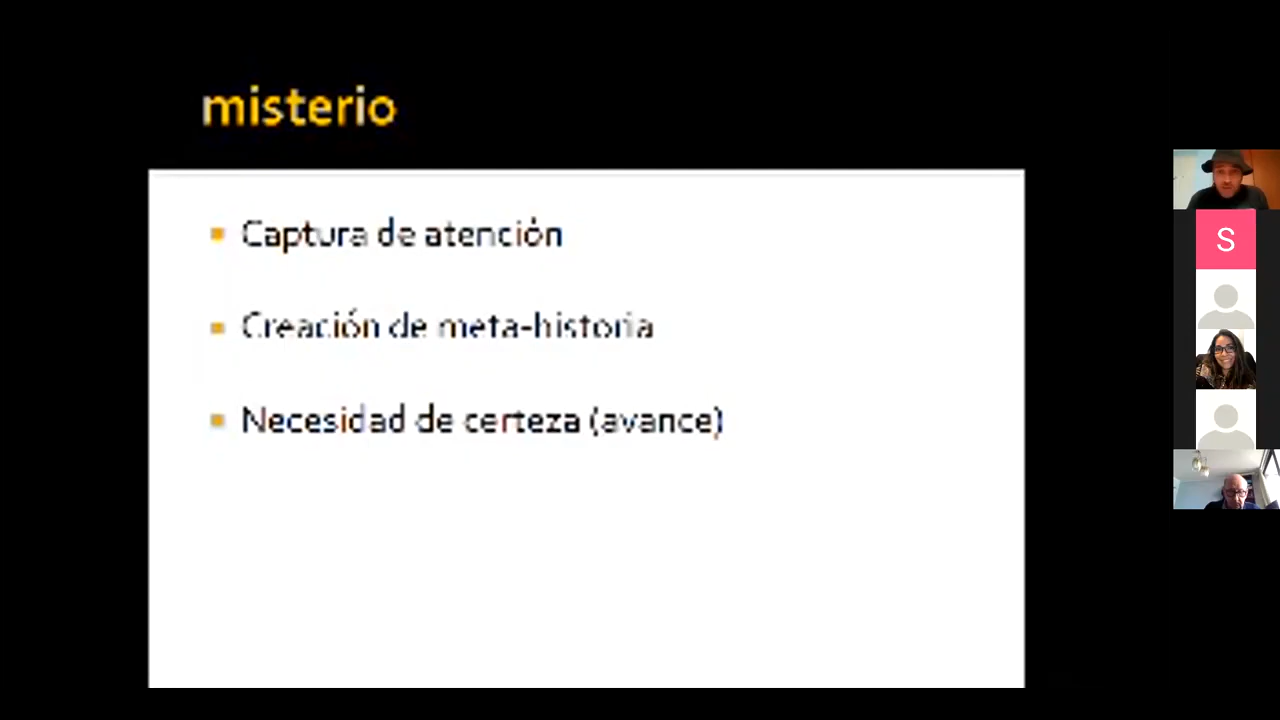 misterio
Captura de atención
Creación de meta-historia
Necesidad de certeza (avance)
S